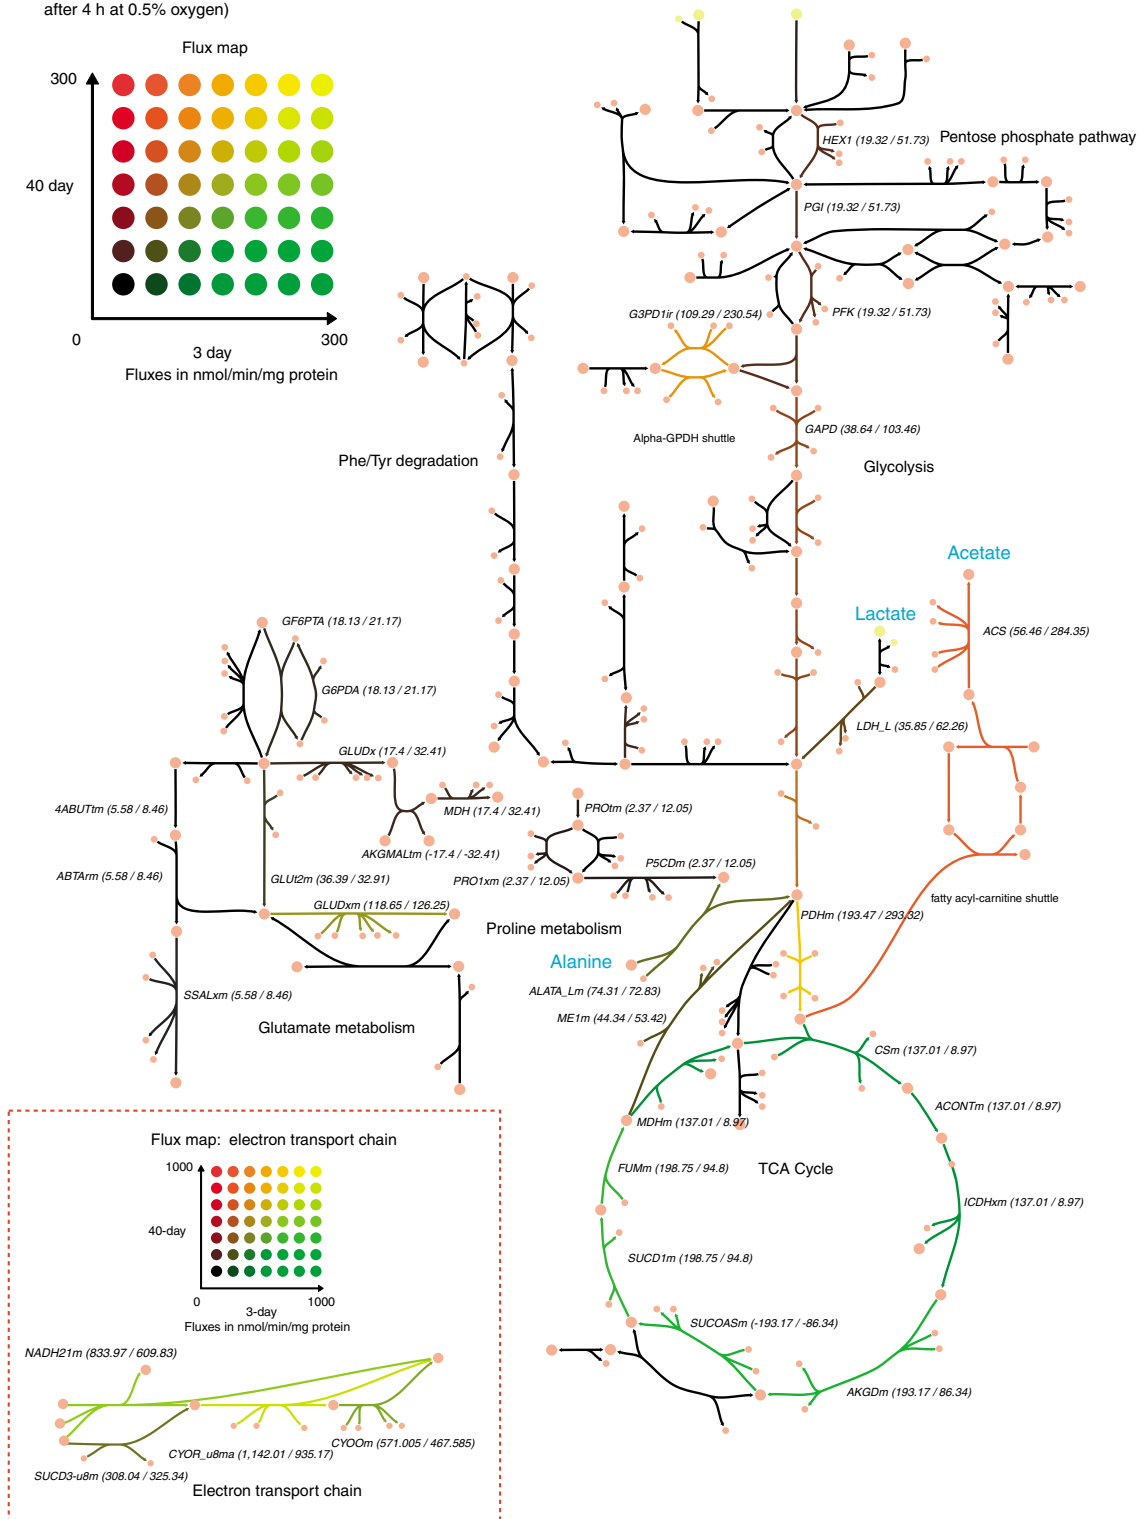 after 4 h at 0.5% oxygen)
Flux map
300
40 day
0
3 day
300
Fluxes in nmol/min/mg protein
HEX1 (19.32 / 51.73)
Pentose phosphate pathway
PGI (19.32 / 51.73)
G3PD1ir (109.29 / 230.54)
PFK (19.32 / 51.73)
Alpha-GPDH shuttle
GAPD (38.64 / 103.46)
Phe/Tyr degradation
Glycolysis
Acetate
Lactate
GF6PTA (18.13 / 21.17)
ACS (56.46 / 284.35)
G6PDA (18.13 / 21.17)
LDH_L (35.85 / 62.26)
GLUDx (17.4 / 32.41)
4ABUTtm (5.58 / 8.46)
MDH (17.4 / 32.41)
PROtm (2.37 / 12.05)
AKGMALtm (-17.4 / -32.41)
P5CDm (2.37 / 12.05)
ABTArm (5.58 / 8.46)
GLUt2m (36.39 / 32.91)
PRO1xm (2.37 / 12.05)
GLUDxm (118.65 / 126.25)
fatty acyl-carnitine shuttle
PDHm (193.47 / 293.32)
Proline metabolism
Alanine
SSALxm (5.58 / 8.46)
ALATA_Lm (74.31 / 72.83)
ME1m (44.34 / 53.42)
Glutamate metabolism
CSm (137.01 / 8.97)
ACONTm (137.01 / 8.97)
MDHm (137.01 / 8.97)
FUMm (198.75 / 94.8)
TCA Cycle
ICDHxm (137.01 / 8.97)
SUCD1m (198.75 / 94.8)
SUCOASm (-193.17 / -86.34)
AKGDm (193.17 / 86.34)
Flux map: electron transport chain
1000
40-day
0
3-day
1000
Fluxes in nmol/min/mg protein
NADH21m (833.97 / 609.83)
CYOOm (571.005 / 467.585)
CYOR_u8ma (1,142.01 / 935.17)
SUCD3-u8m (308.04 / 325.34)
Electron transport chain